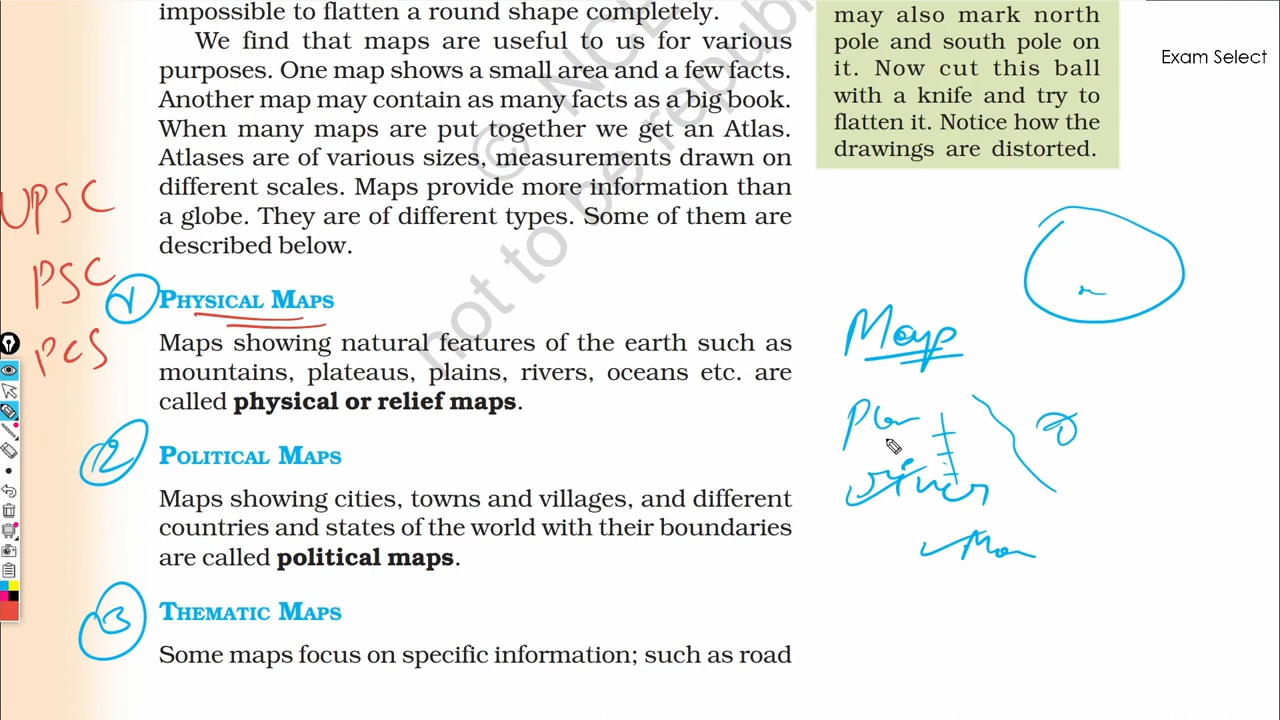 impossible to flatten a round shape completely.
We find that maps are useful to us for various
purposes. One map shows a small area and a few facts.
Another map may contain as many facts as a big book.
When many maps are put together we get an Atlas.
Atlases are of various sizes, measurements drawn on
different scales. Maps provide more information than
a globe. They are of different types. Some of them are
described below.
PHYSICAL MAPS
Maps showing natural features of the earth such as
mountains, plateaus, plains, rivers, oceans etc. are
called physical or relief maps.
POLITICAL MAPS
Maps showing cities, towns and villages, and different
countries and states of the world with their boundaries
are called political maps.
THEMATIC MAPS
Some maps focus on specific information; such as road
may also mark north
pole and south pole on
it. Now cut this ball
with a knife and try to
flatten it. Notice how the
drawings are distorted.
Exam Select
UPSC
PSC
PCS
1
2
3
Map
river
not to be republ
© NCE